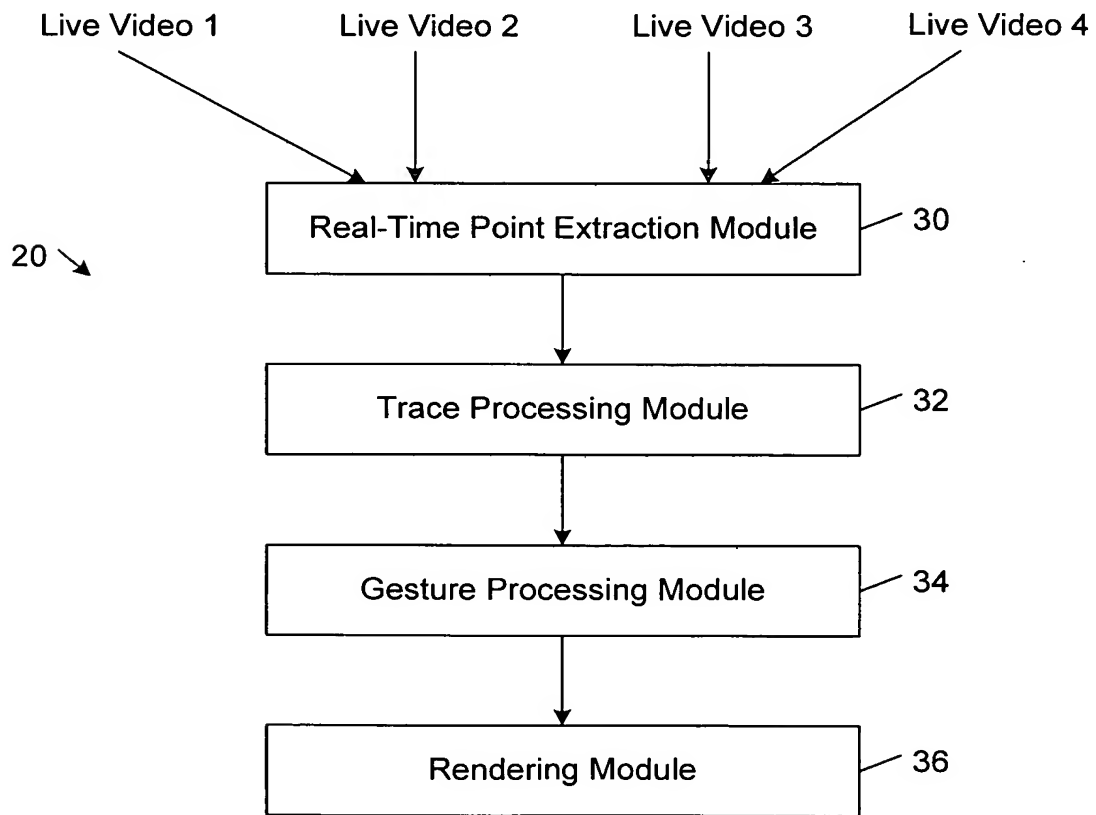 Live Video 1 Live Video 2 Live Video 3 Live Video 4
Real-Time Point Extraction Module 30
20
Trace Processing Module 32
Gesture Processing Module 34
Rendering Module 36